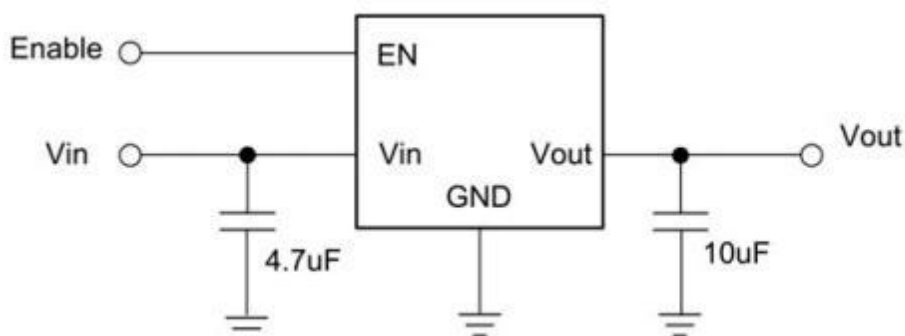 Enable
EN
Vin
Vin
Vout
Vout
GND
4.7uF
10uF